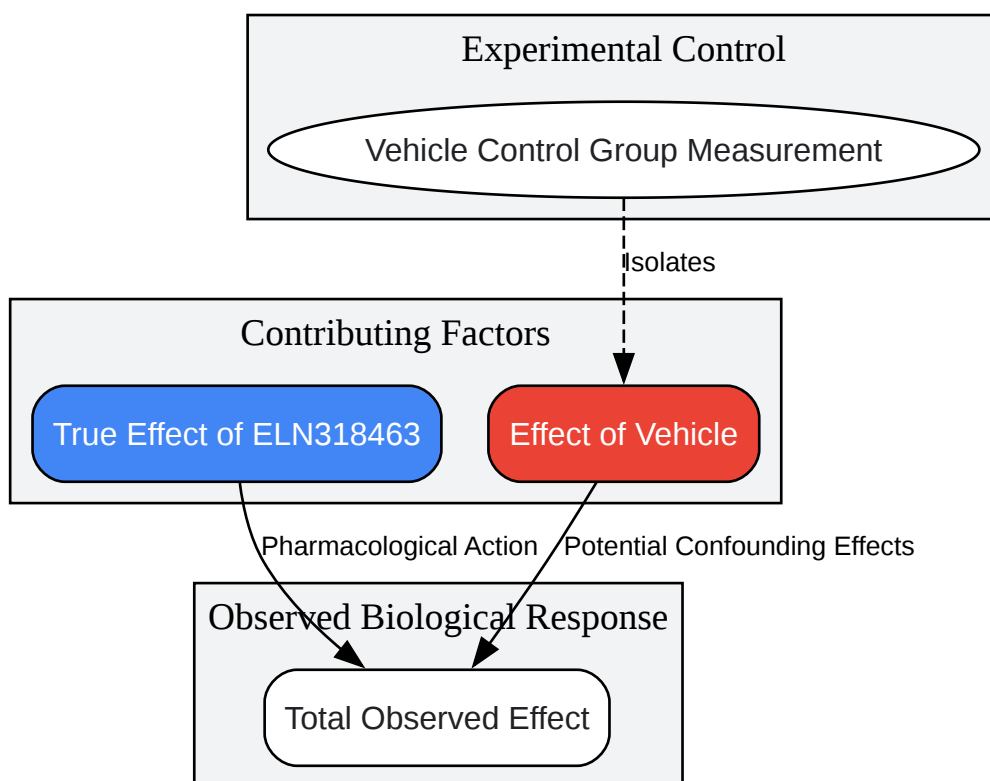 Experimental Control
Vehicle Control Group Measurement
Isolates
Contributing Factors
True Effect of ELN318463
Effect of Vehicle
Pharmacological Action
Potential Confounding Effects
Observed Biological Response
Total Observed Effect